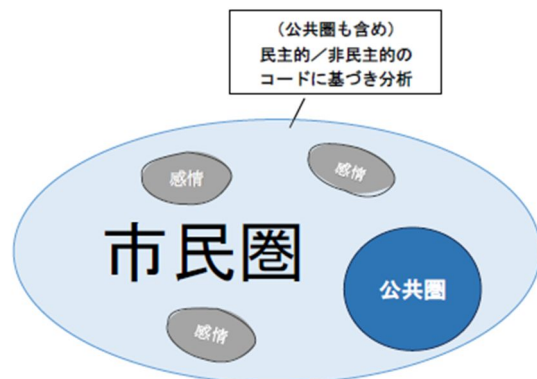 （公共圏も含め）
民主的／非民主的の
コードに基づき分析
感情
感情
市民圏
公共圏
感情